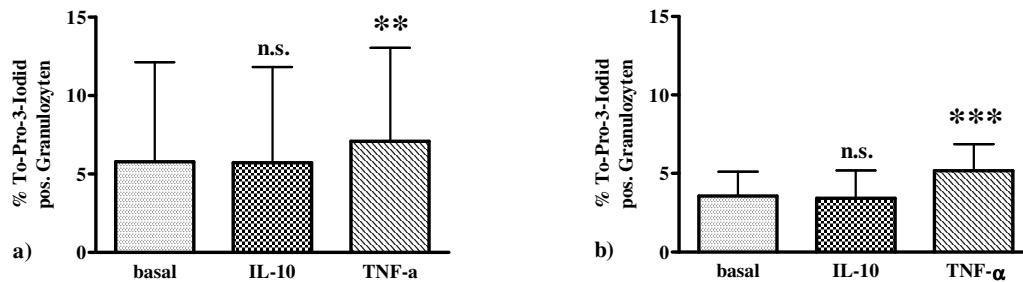 15
10
5
0
% To-Pro-3-Iodid
pos. Granulozyten
n.s.
**
basal
IL-10
TNF-a
a)
15
10
5
0
% To-Pro-3-Iodid
pos. Granulozyten
n.s.
***
basal
IL-10
TNF-α
b)